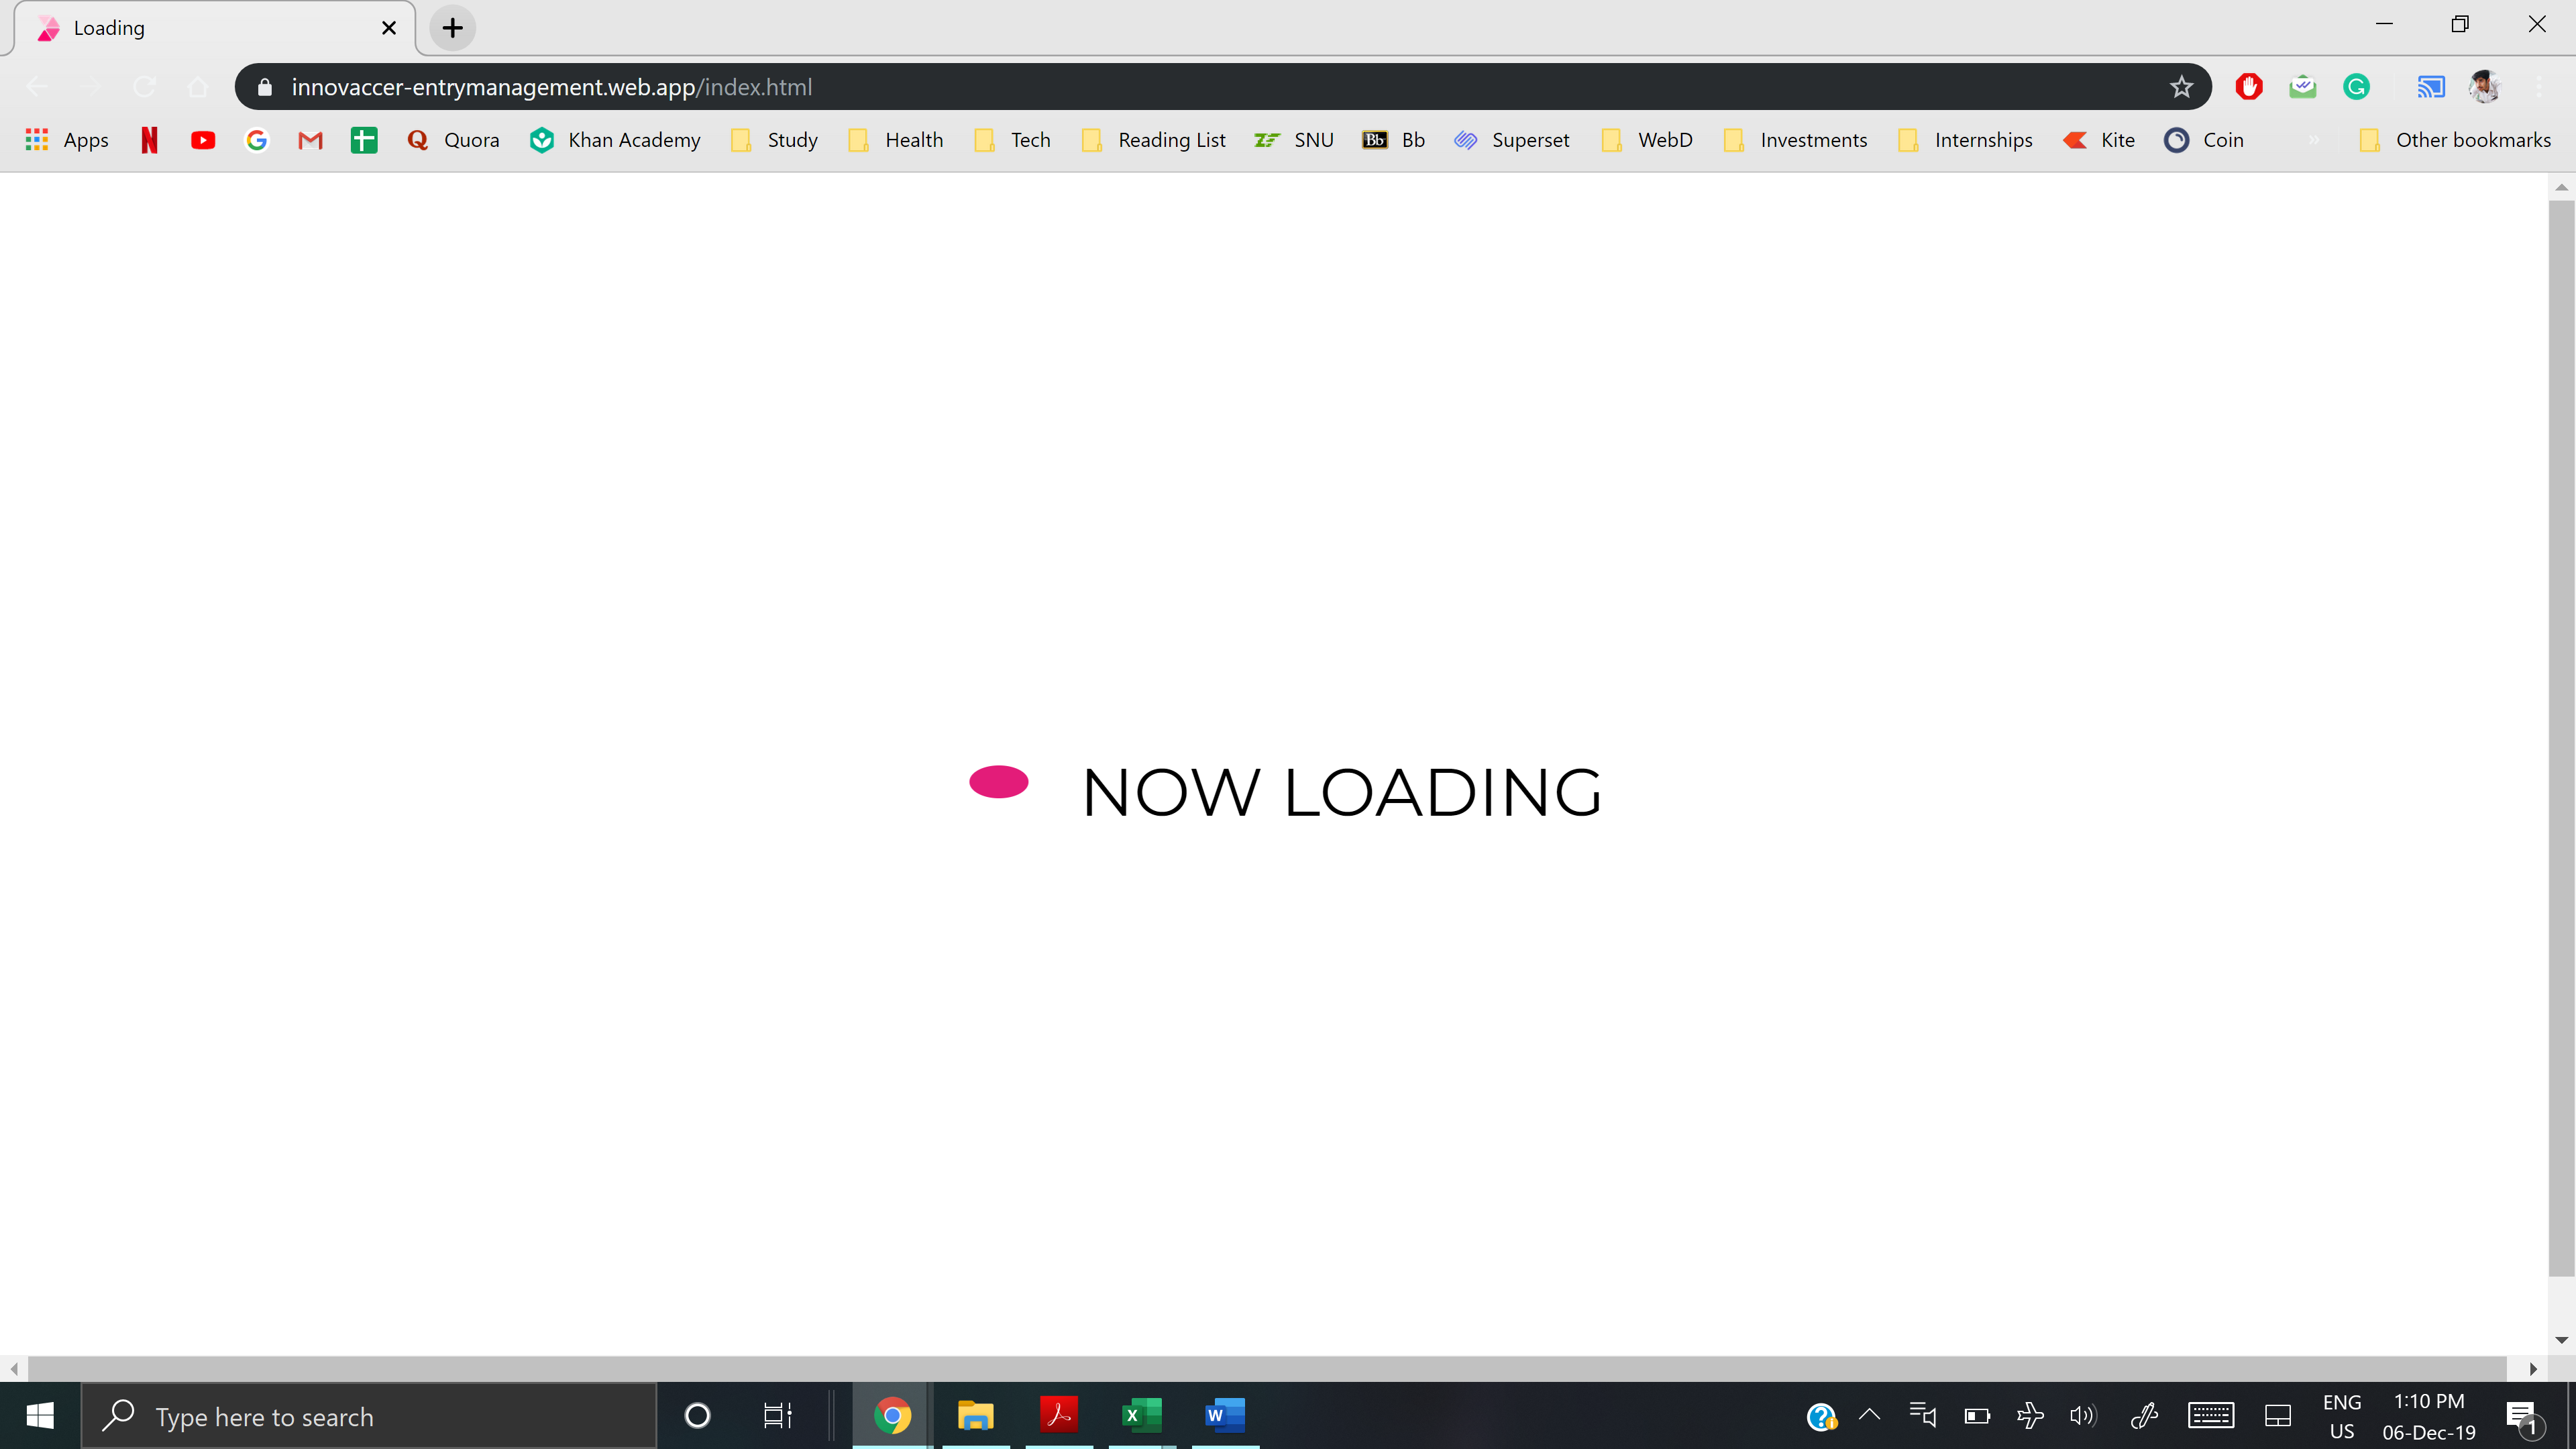 Loading
innovaccer-entrymanagement.web.app/index.html
Apps Quora Khan Academy Study Health Tech Reading List SNU Bb Bb Superset WebD Investments Internships Kite Coin » Other bookmarks
NOW LOADING
Type here to search
ENG 1:10 PM
US 06-Dec-19
1